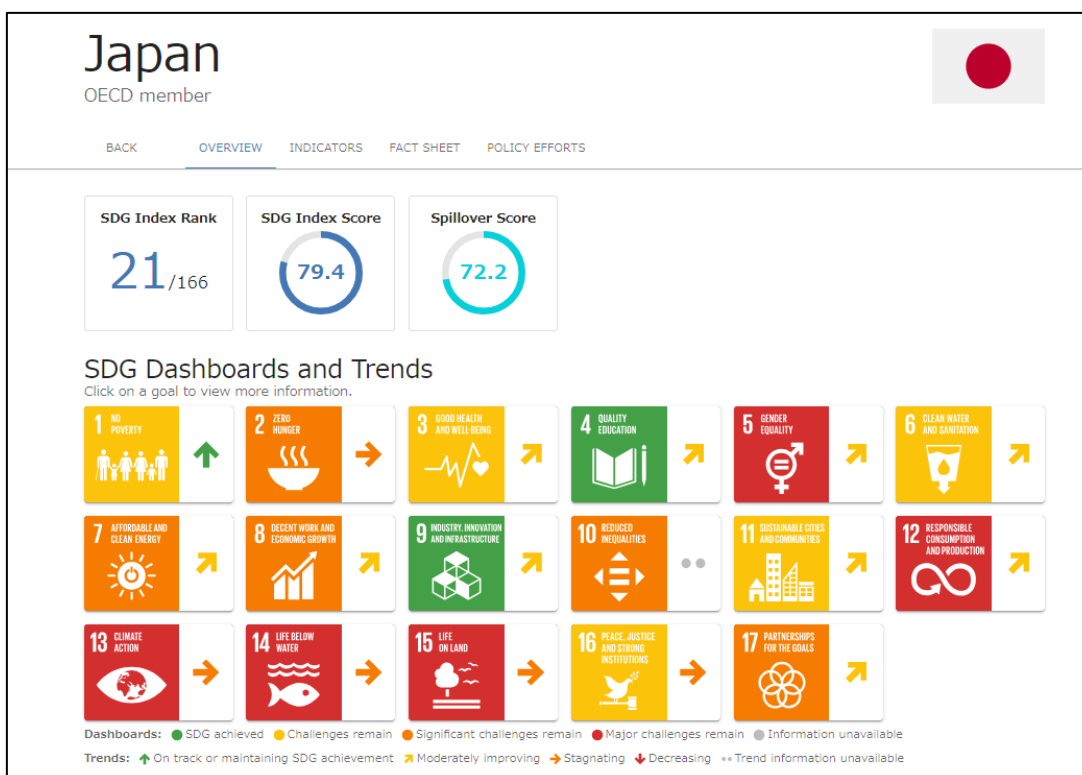 Japan
OECD member
BACK OVERVIEW INDICATORS FACT SHEET POLICY EFFORTS
SDG Index Rank
21/166
SDG Index Score
79.4
Spillover Score
72.2
SDG Dashboards and Trends
Click on a goal to view more information.
1 NO
POVERTY
2 ZERO
HUNGER
3 GOOD HEALTH
AND WELL-BEING
4 QUALITY
EDUCATION
5 GENDER
EQUALITY
6 CLEAN WATER
AND SANITATION
7 AFFORDABLE AND
CLEAN ENERGY
8 DECENT WORK AND
ECONOMIC GROWTH
9 INDUSTRY, INNOVATION
AND INFRASTRUCTURE
10 REDUCED
INEQUALITIES
11 SUSTAINABLE CITIES
AND COMMUNITIES
12 RESPONSIBLE
CONSUMPTION
AND PRODUCTION
13 CLIMATE
ACTION
14 LIFE BELOW
WATER
15 LIFE
ON LAND
16 PEACE, JUSTICE
AND STRONG
INSTITUTIONS
17 PARTNERSHIPS
FOR THE GOALS
Dashboards: SDG achieved Challenges remain Significant challenges remain Major challenges remain Information unavailable
Trends: On track or maintaining SDG achievement Moderately improving Stagnating Decreasing Trend information unavailable